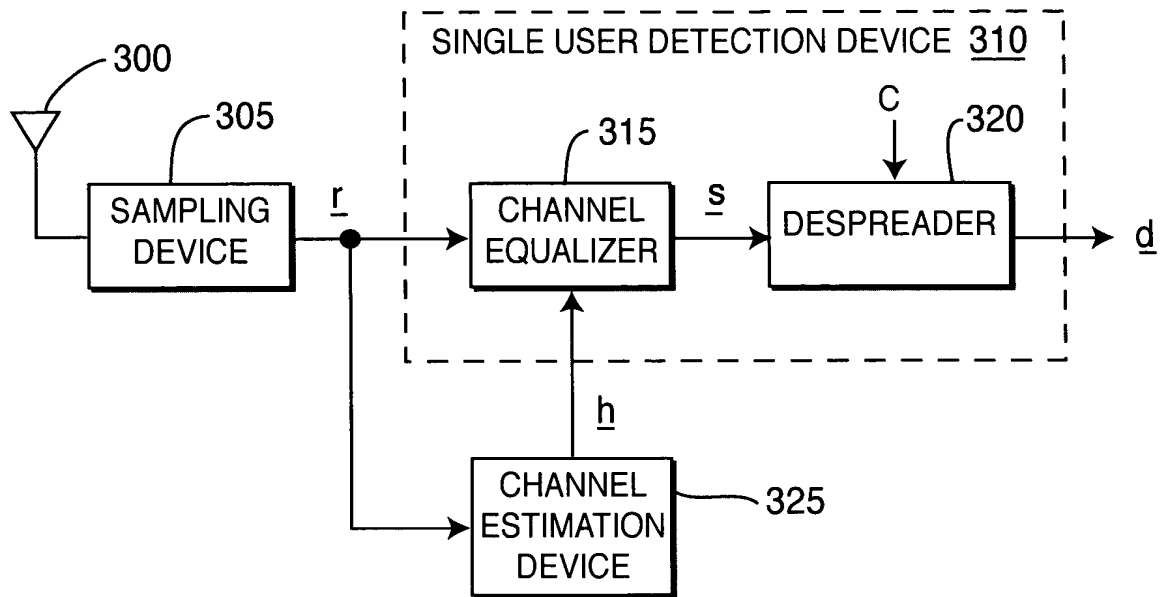 SINGLE USER DETECTION DEVICE 310
300
305
315
C
320
SAMPLING
DEVICE
r
CHANNEL
EQUALIZER
s
DESPREADER
d
h
CHANNEL
ESTIMATION
DEVICE
325